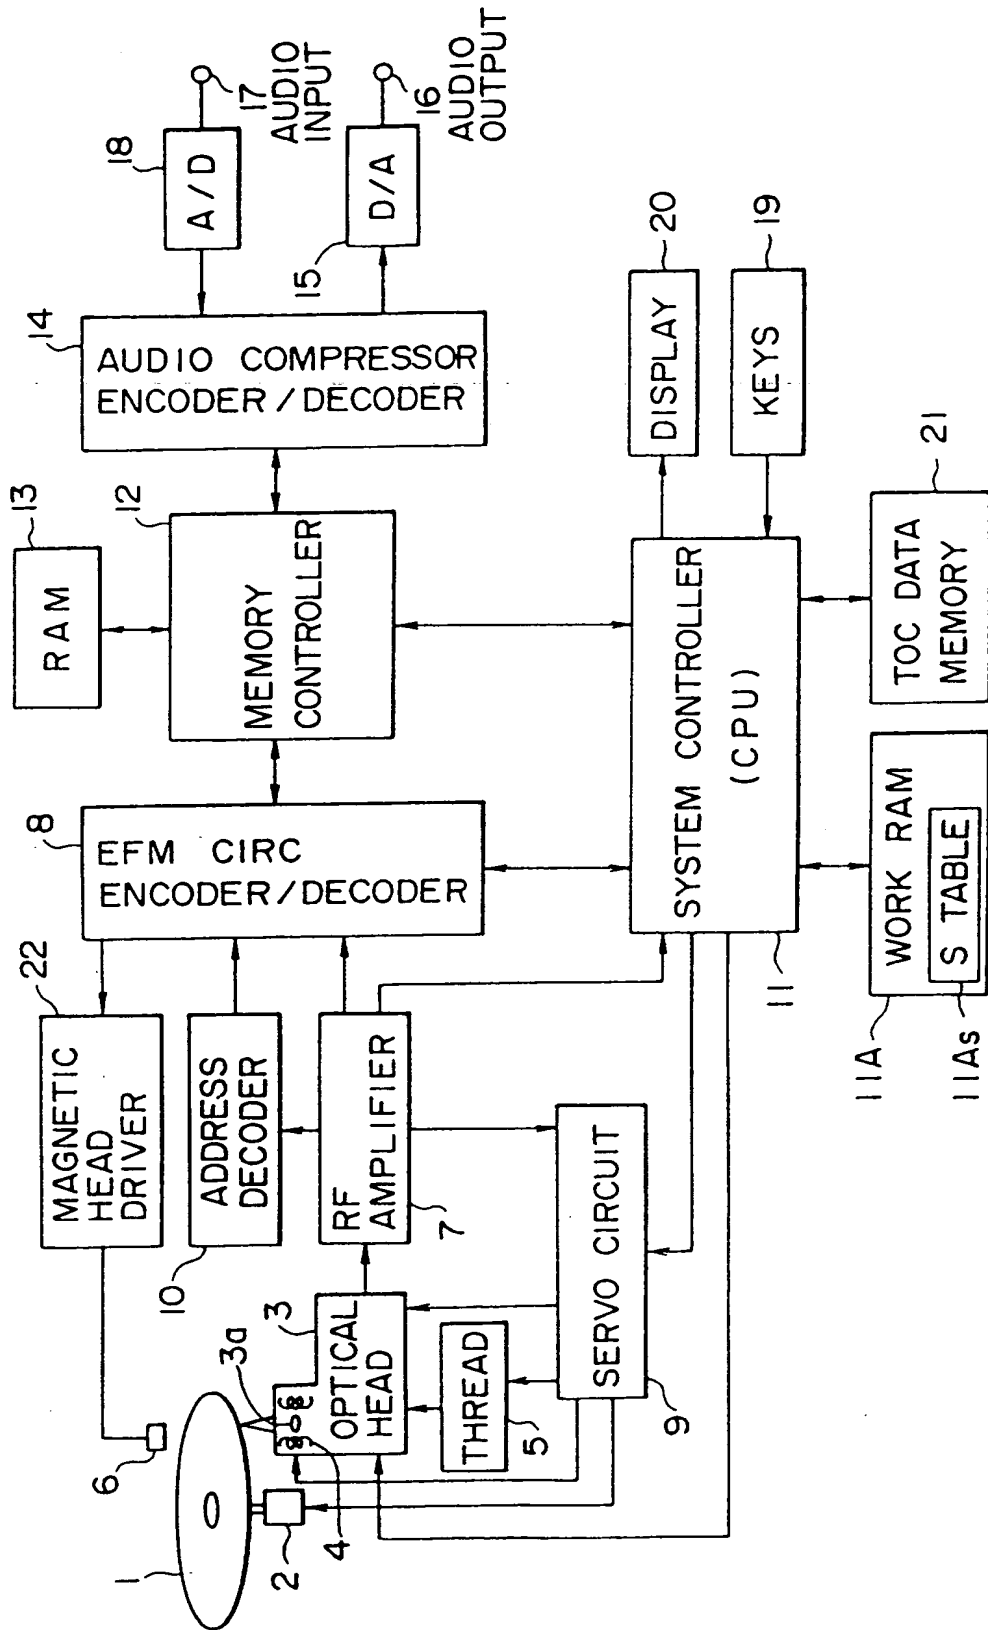 1
2
3
3a
4
5
6
7
8
9
10
11
11A
11As
12
13
14
15
16
17
18
19
20
21
22
MAGNETIC
HEAD
DRIVER
ADDRESS
DECODER
RF
AMPLIFIER
OPTICAL
HEAD
THREAD
SERVO CIRCUIT
EFM CIRC
ENCODER/DECODER
RAM
MEMORY
CONTROLLER
AUDIO COMPRESSOR
ENCODER/DECODER
A/D
AUDIO
INPUT
D/A
AUDIO
OUTPUT
SYSTEM CONTROLLER
(CPU)
DISPLAY
KEYS
WORK RAM
S TABLE
TOC DATA
MEMORY